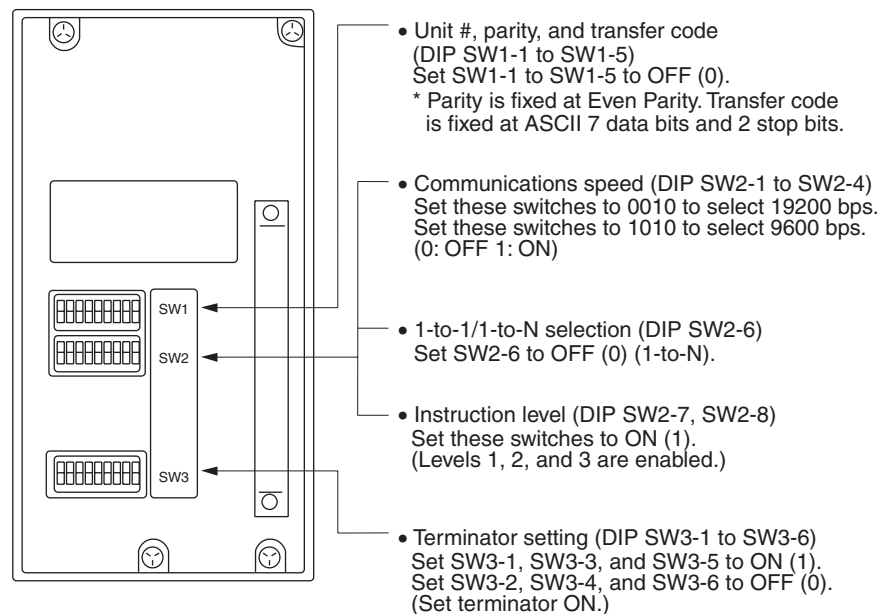 • Unit #, parity, and transfer code
(DIP SW1-1 to SW1-5)
Set SW1-1 to SW1-5 to OFF (0).
* Parity is fixed at Even Parity. Transfer code
is fixed at ASCII 7 data bits and 2 stop bits.
• Communications speed (DIP SW2-1 to SW2-4)
Set these switches to 0010 to select 19200 bps.
Set these switches to 1010 to select 9600 bps.
(0: OFF 1: ON)
SW1
• 1-to-1/1-to-N selection (DIP SW2-6)
Set SW2-6 to OFF (0) (1-to-N).
SW2
• Instruction level (DIP SW2-7, SW2-8)
Set these switches to ON (1).
(Levels 1, 2, and 3 are enabled.)
SW3
• Terminator setting (DIP SW3-1 to SW3-6)
Set SW3-1, SW3-3, and SW3-5 to ON (1).
Set SW3-2, SW3-4, and SW3-6 to OFF (0).
(Set terminator ON.)